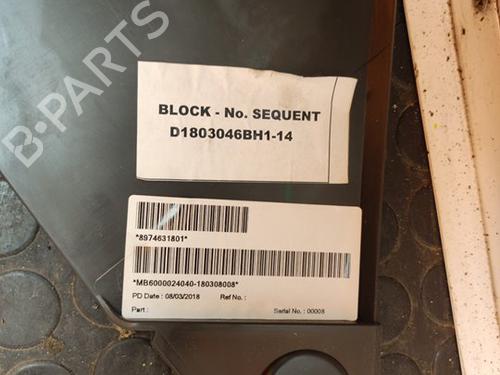 B-PARTS
BLOCK - No. SEQUENT
D1803046BH1-14
*8974631801*
*MB6000024040-180308008*
PD Date : 08/03/2018 Ref No :
Part : Serial No. : 00008